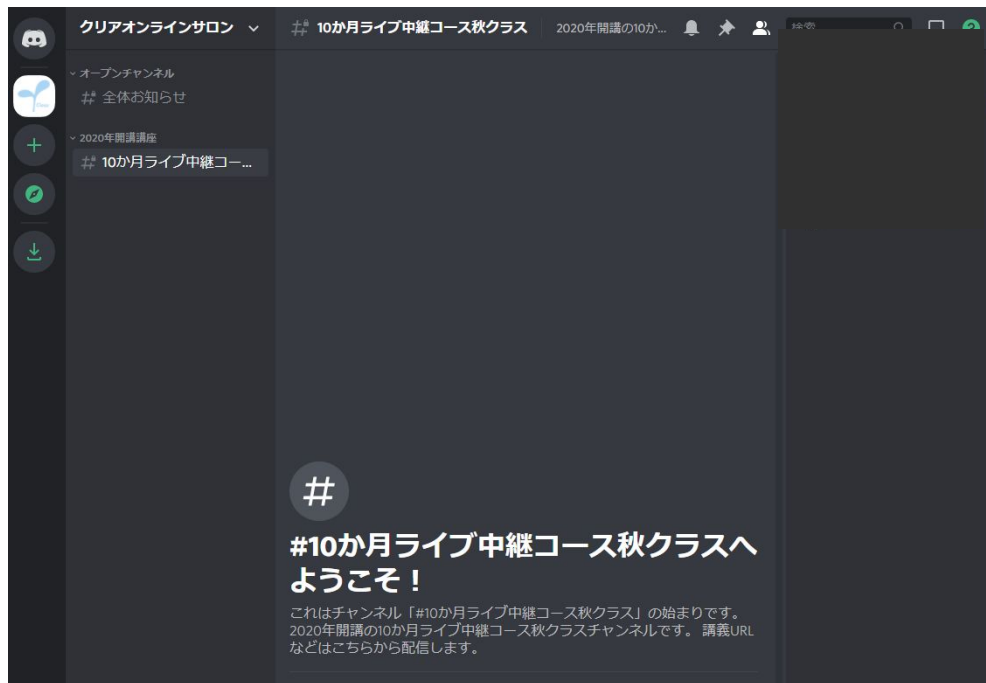 クリアオンラインサロン
10か月ライブ中継コース秋クラス
2020年開講の10か...
オープンチャンネル
全体お知らせ
2020年開講講座
10か月ライブ中継コー...
#
#10か月ライブ中継コース秋クラスへ
ようこそ！
これはチャンネル「#10か月ライブ中継コース秋クラス」の始まりです。
2020年開講の10か月ライブ中継コース秋クラスチャンネルです。 講義URL
などはこちらから配信します。